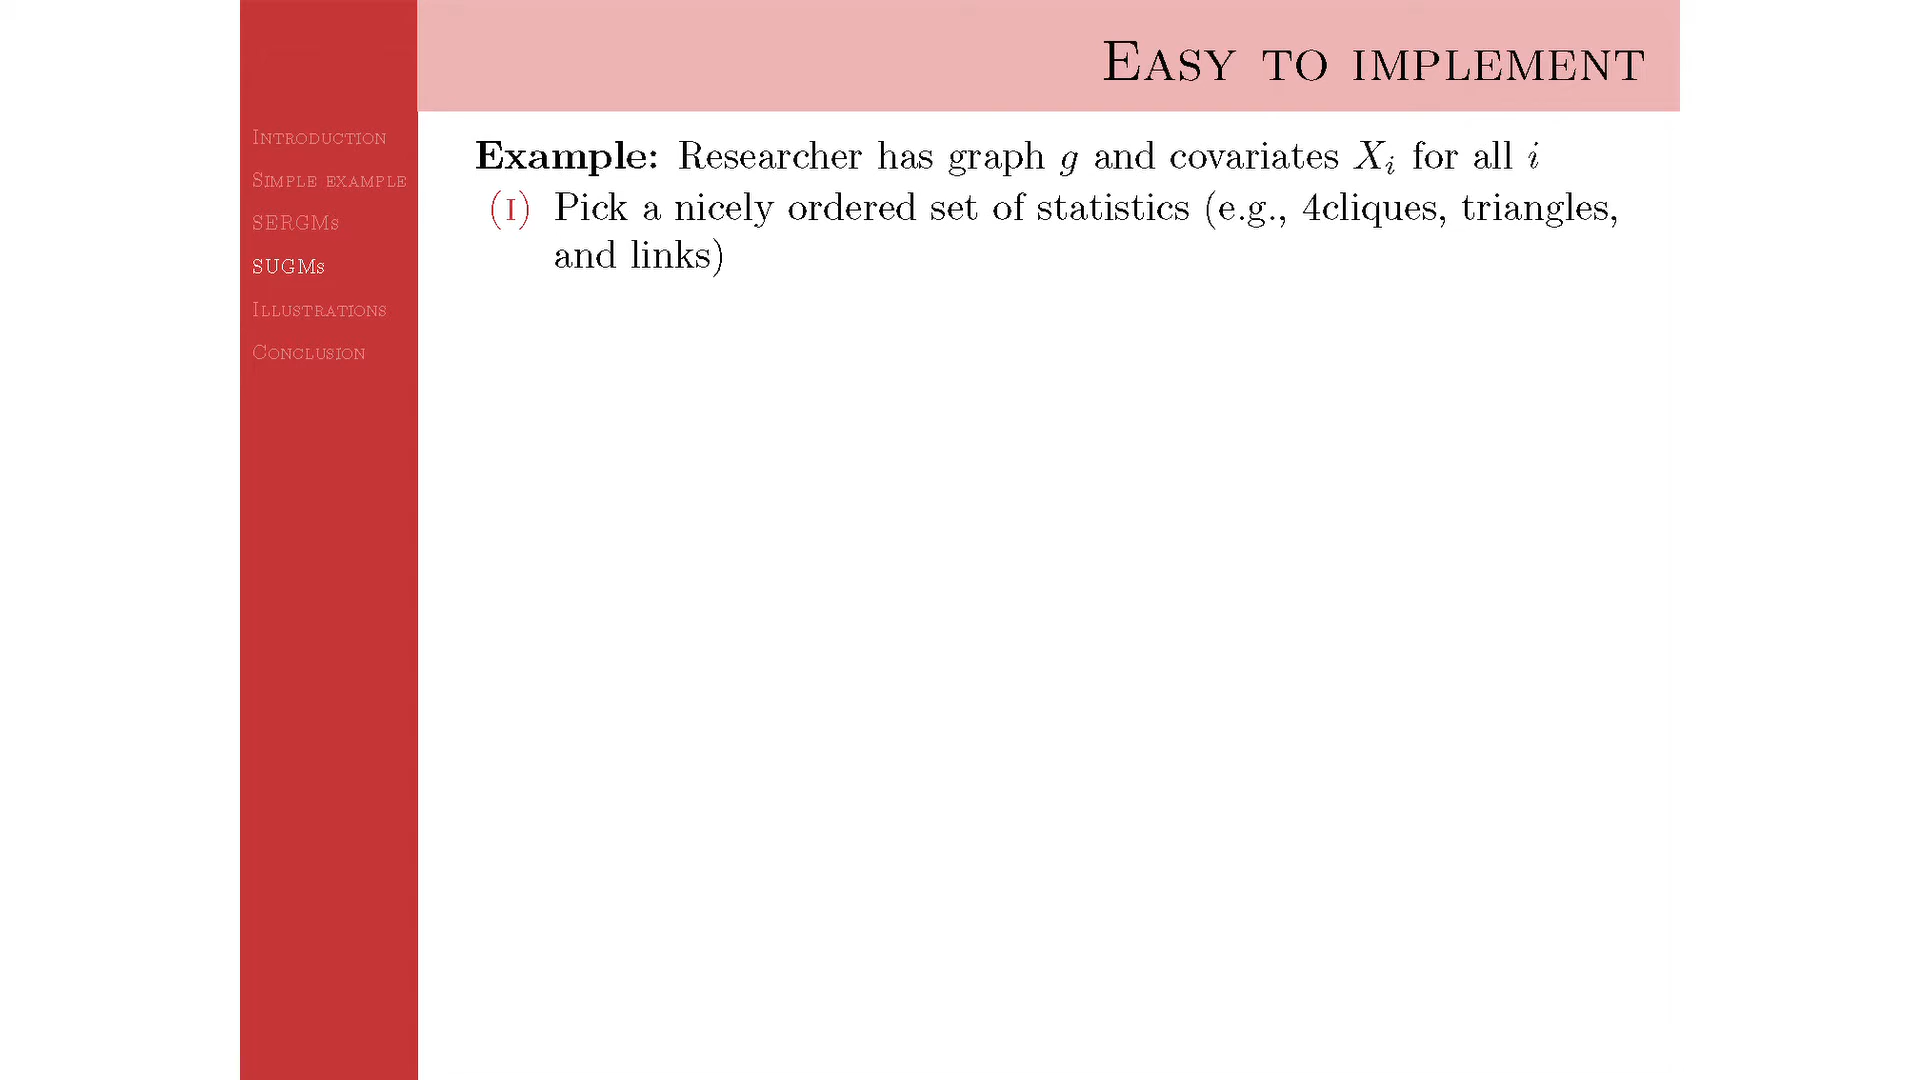 EASY TO IMPLEMENT
INTRODUCTION
SIMPLE EXAMPLE
SERGMs
SUGMs
ILLUSTRATIONS
CONCLUSION
Example: Researcher has graph g and covariates Xᵢ for all i
(I) Pick a nicely ordered set of statistics (e.g., 4cliques, triangles,
and links)